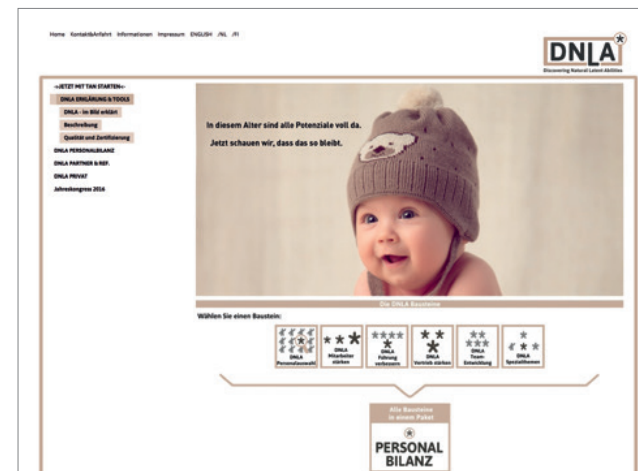 Home Kontakt&Anfahrt Informationen Impressum ENGLISH /NL /FI
DNLA
Discovering Natural Latent Abilities
->JETZT MIT TAN STARTEN<-
DNLA ERKLÄRUNG & TOOLS
DNLA - im Bild erklärt
Beschreibung
Qualität und Zertifizierung
DNLA PERSONALBILANZ
DNLA PARTNER & REF.
DNLA PRIVAT
Jahreskongress 2016
In diesem Alter sind alle Potenziale voll da.
Jetzt schauen wir, dass das so bleibt.
Die DNLA Bausteine
Wählen Sie einen Baustein:
DNLA
Personalauswahl
DNLA
Mitarbeiter
stärken
DNLA
Führung
verbessern
DNLA
Vertrieb stärken
DNLA
Team-
Entwicklung
DNLA
Spezialthemen
Alle Bausteine
in einem Paket
PERSONAL
BILANZ